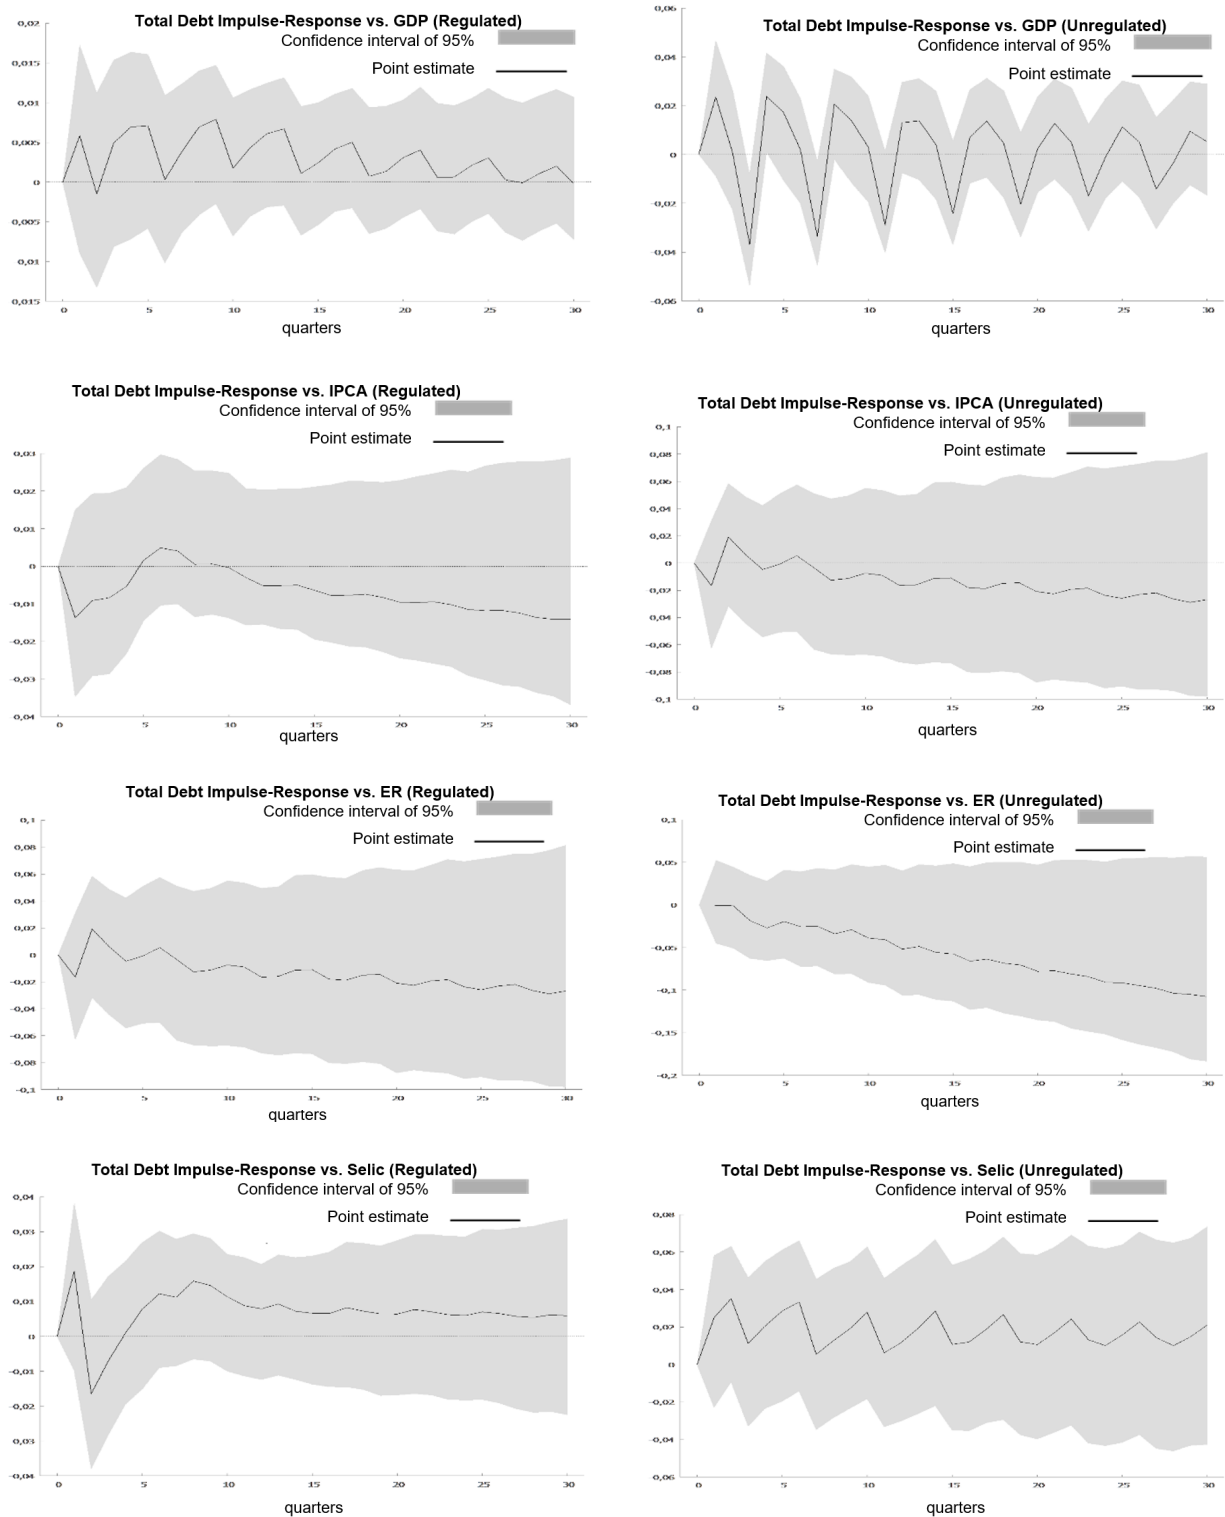 Total Debt Impulse-Response vs. GDP (Regulated)
Confidence interval of 95%
Point estimate
0,02
0,015
0,01
0,005
0
0,005
0,01
0,015
0 5 10 15 20 25 30
quarters
Total Debt Impulse-Response vs. GDP (Unregulated)
Confidence interval of 95%
Point estimate
0,06
0,04
0,02
0
-0,02
-0,04
-0,06
0 5 10 15 20 25 30
quarters
Total Debt Impulse-Response vs. IPCA (Regulated)
Confidence interval of 95%
Point estimate
0,03
0,02
0,01
0
-0,01
-0,02
-0,03
0,04
0 5 10 15 20 25 30
quarters
Total Debt Impulse-Response vs. IPCA (Unregulated)
Confidence interval of 95%
Point estimate
0,1
0,08
0,06
0,04
0,02
0
0,02
-0,04
-0,06
-0,08
0,1
0 5 10 15 20 25 30
quarters
Total Debt Impulse-Response vs. ER (Regulated)
Confidence interval of 95%
Point estimate
0,1
0,08
0,06
0,04
0,02
0
-0,02
-0,04
-0,06
-0,08
-0,1
0 5 10 15 20 25 30
quarters
Total Debt Impulse-Response vs. ER (Unregulated)
Confidence interval of 95%
Point estimate
0,1
0,05
0
-0,05
-0,1
-0,15
-0,2
0 5 10 15 20 25 30
quarters
Total Debt Impulse-Response vs. Selic (Regulated)
Confidence interval of 95%
Point estimate
0,04
0,03
0,02
0,01
0
-0,01
-0,02
-0,03
-0,04
0 5 10 15 20 25 30
quarters
Total Debt Impulse-Response vs. Selic (Unregulated)
Confidence interval of 95%
Point estimate
0,08
0,06
0,04
0,02
0
-0,02
-0,04
0,06
0 5 10 15 20 25 30
quarters